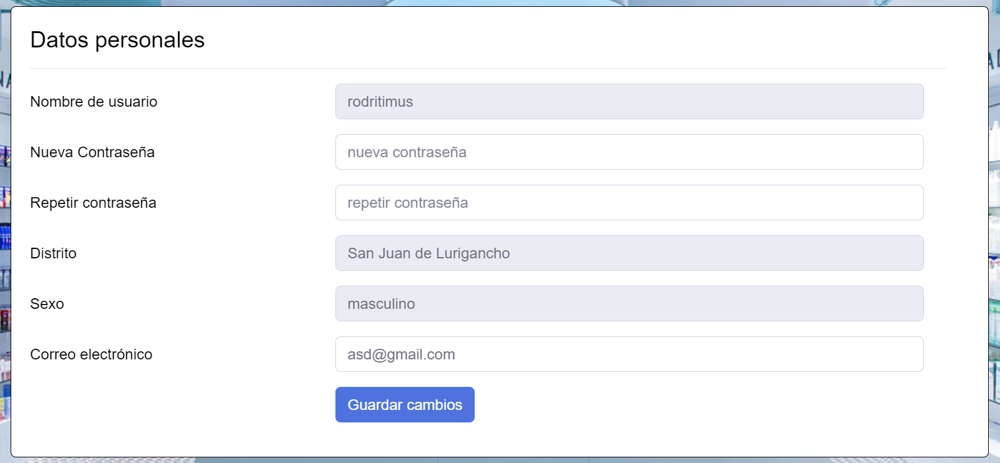 Datos personales
Nombre de usuario rodritimus
Nueva Contraseña nueva contraseña
Repetir contraseña repetir contraseña
Distrito San Juan de Lurigancho
Sexo masculino
Correo electrónico asd@gmail.com
Guardar cambios